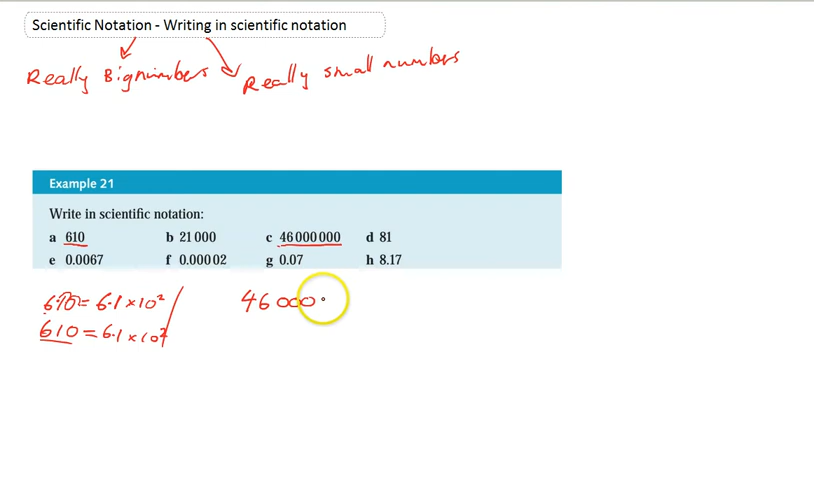 Scientific Notation - Writing in scientific notation
Really Big numbers Really small numbers
Example 21
Write in scientific notation:
a 610 b 21 000 c 46 000 000 d 81
e 0.0067 f 0.000 02 g 0.07 h 8.17
610 = 6.1 × 10² 46 000
610 = 6.1 × 10²